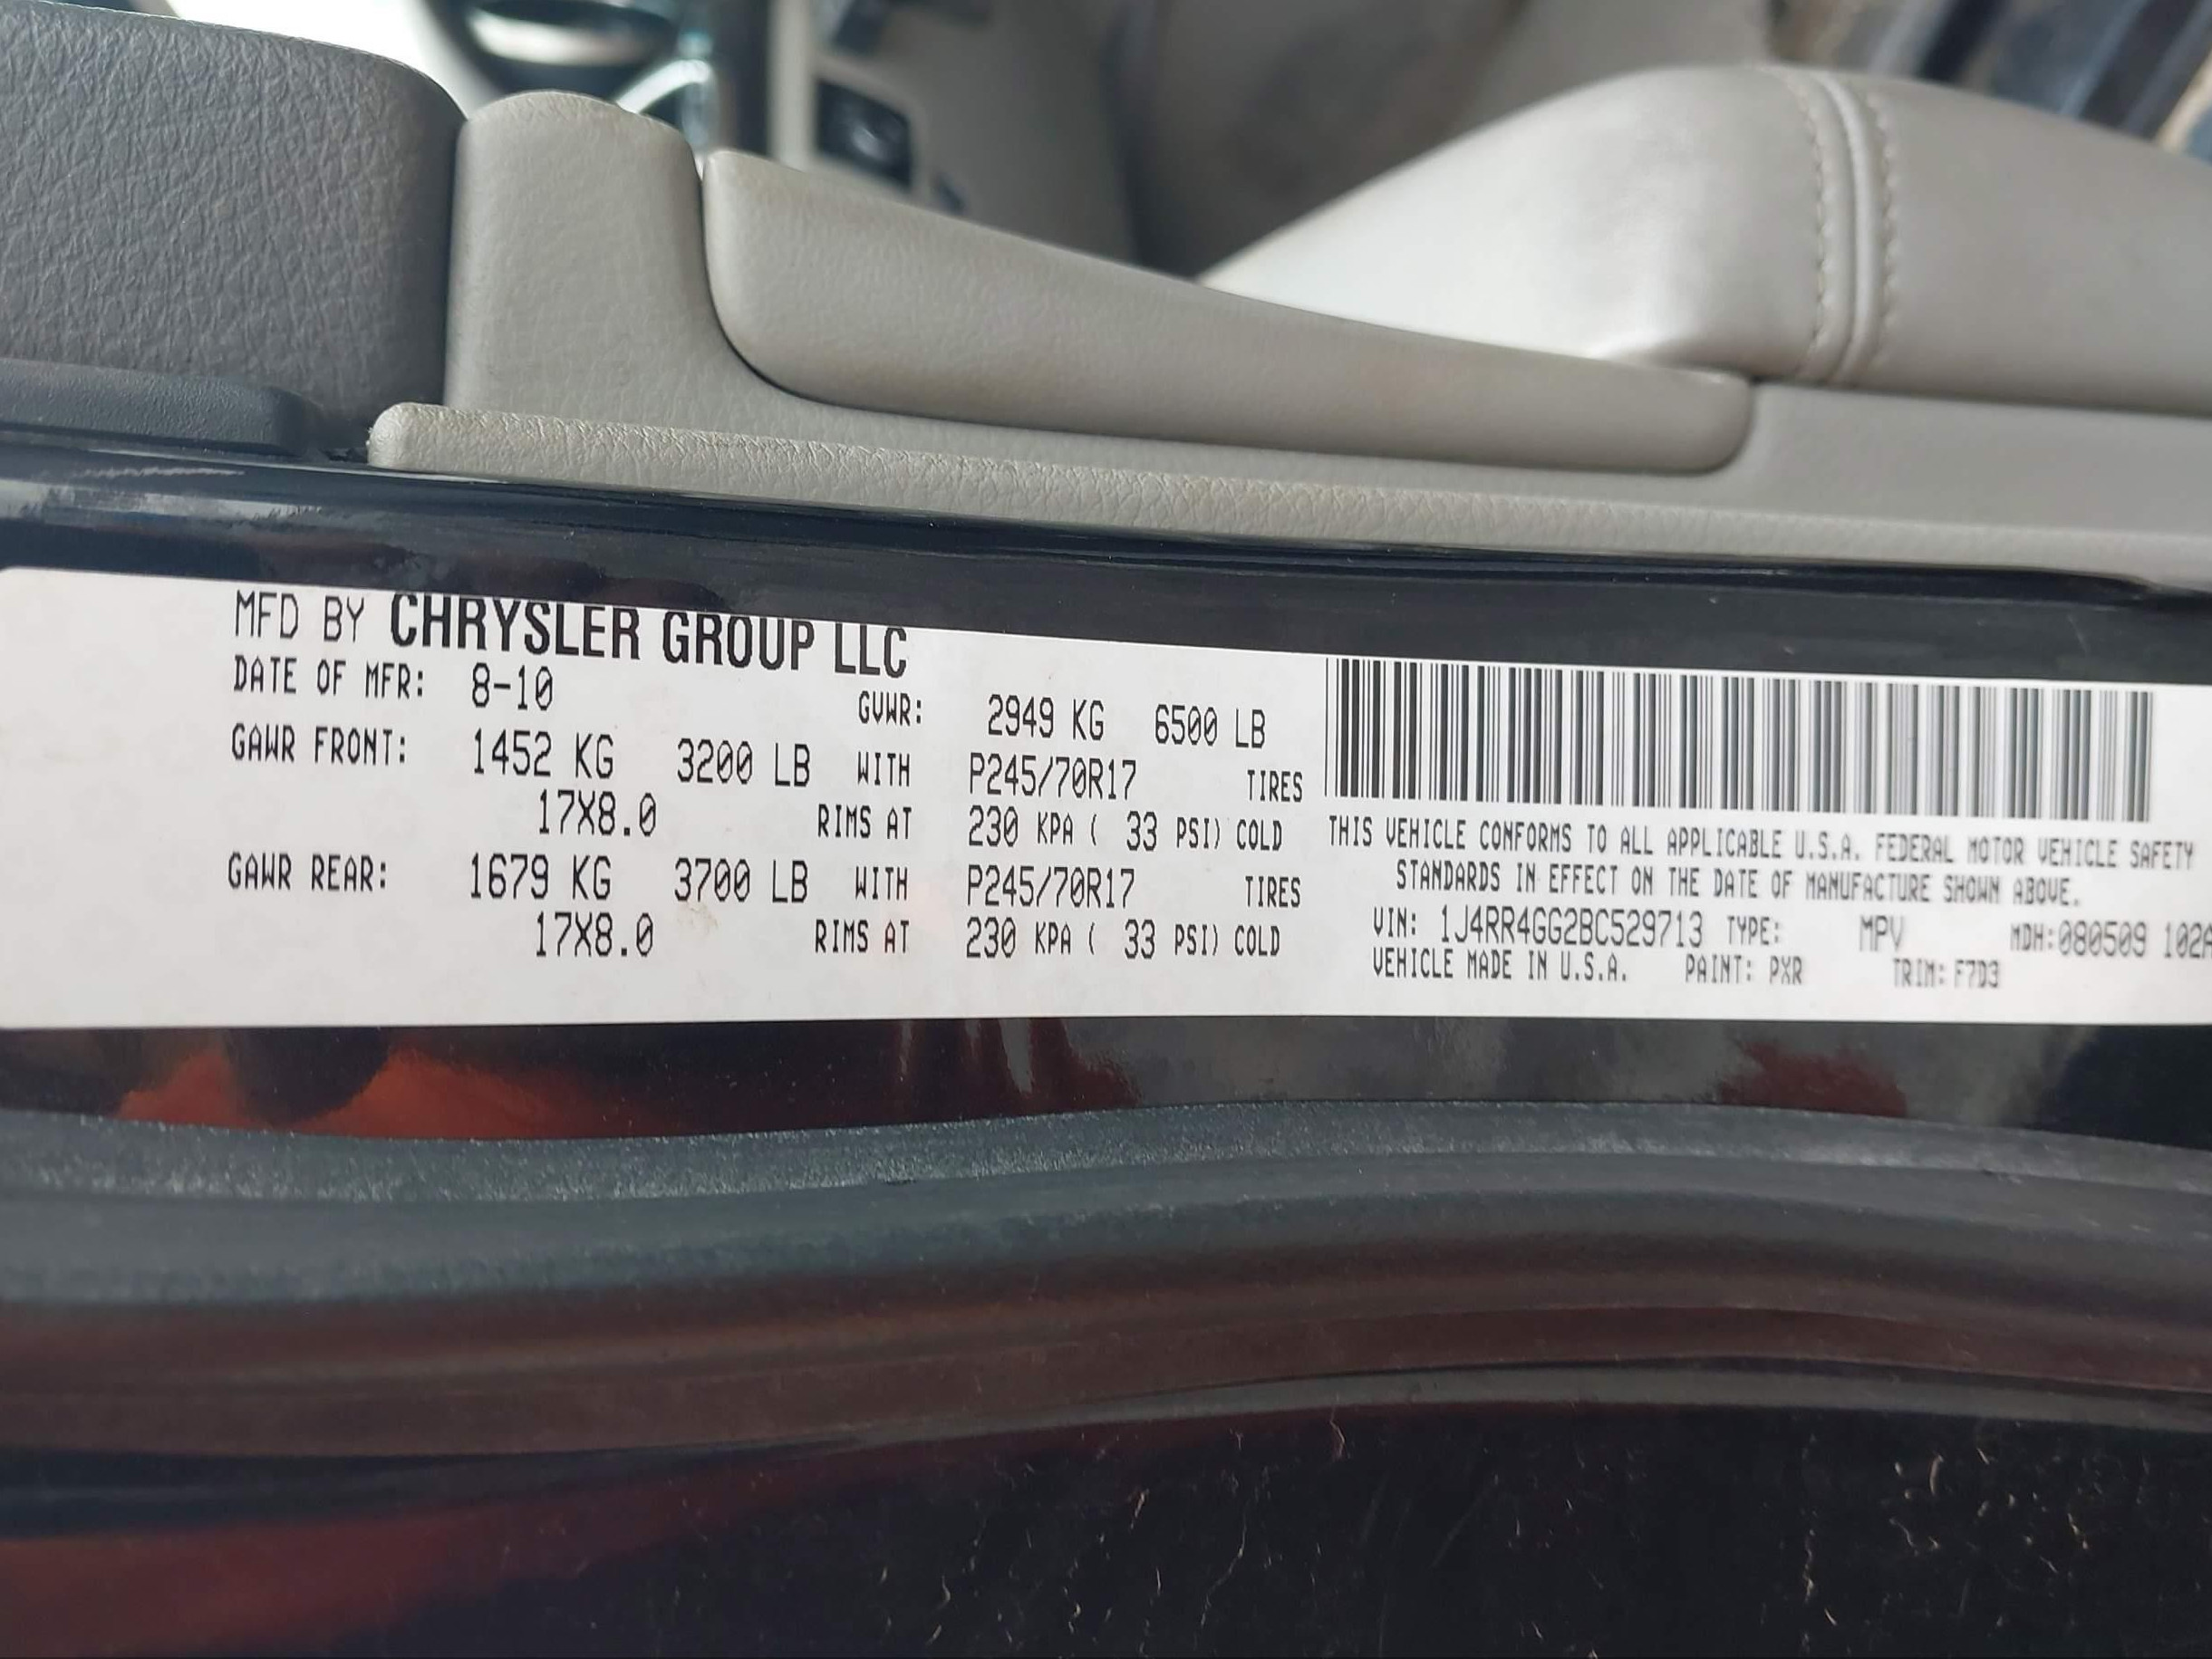 MFD BY CHRYSLER GROUP LLC
DATE OF MFR: 8-10 GVWR: 2949 KG 6500 LB
GAWR FRONT: 1452 KG 3200 LB WITH P245/70R17 TIRES
17X8.0 RIMS AT 230 KPA ( 33 PSI) COLD
GAWR REAR: 1679 KG 3700 LB WITH P245/70R17 TIRES
17X8.0 RIMS AT 230 KPA ( 33 PSI) COLD
THIS VEHICLE CONFORMS TO ALL APPLICABLE U.S.A. FEDERAL MOTOR VEHICLE SAFETY
STANDARDS IN EFFECT ON THE DATE OF MANUFACTURE SHOWN ABOVE.
VIN: 1J4RR4GG2BC529713 TYPE: MPV MDH:080509 102A
VEHICLE MADE IN U.S.A. PAINT: PXR TRIM: F7D3